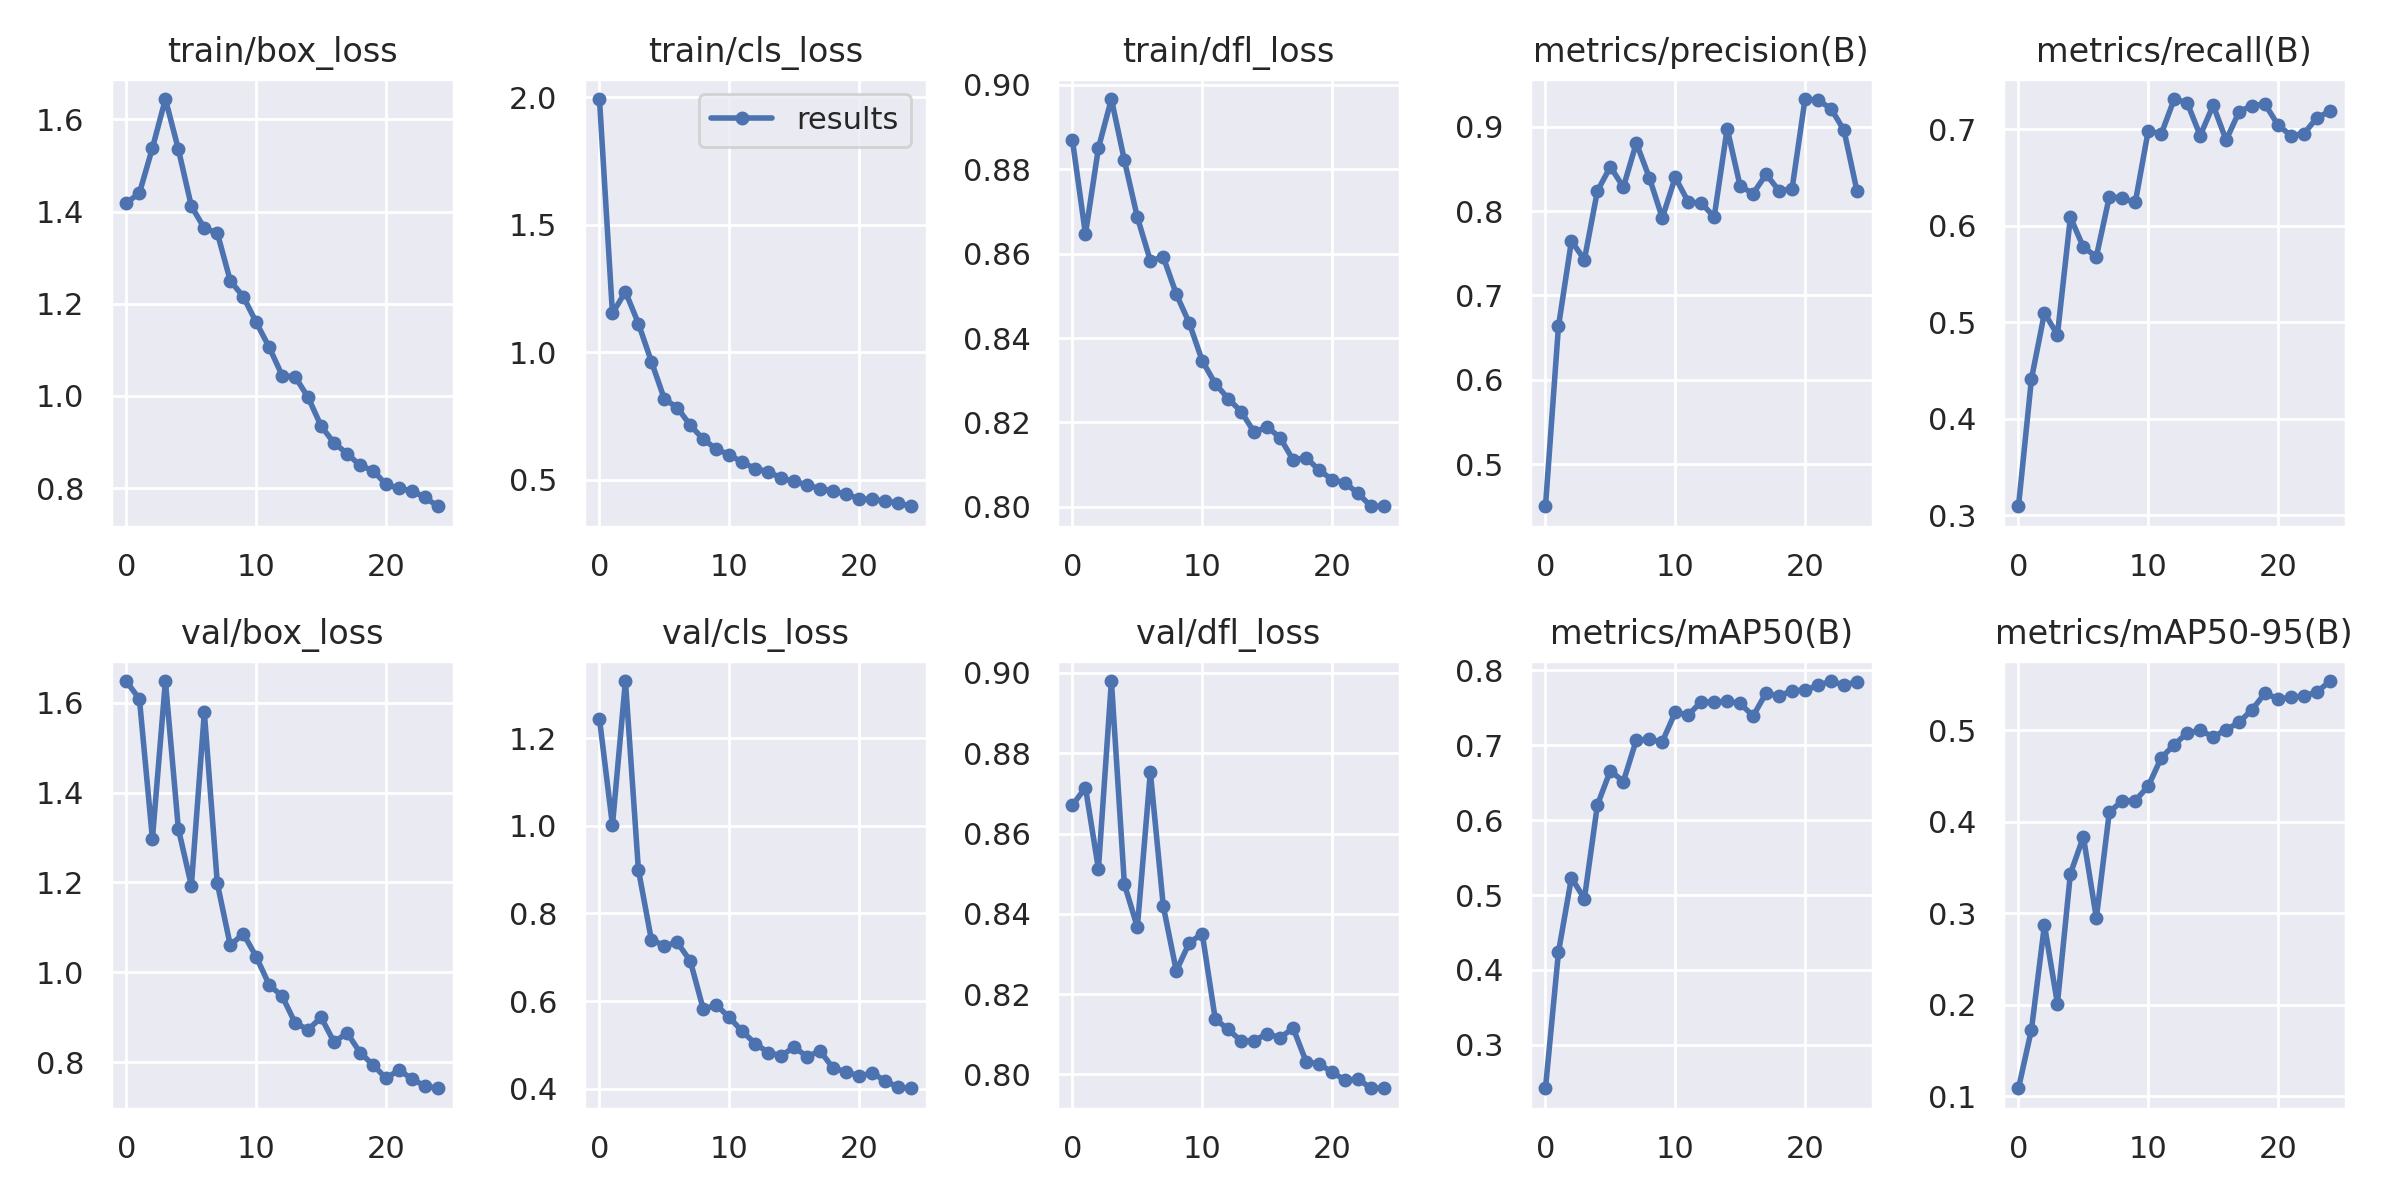 train/box_loss
1.6
1.4
1.2
1.0
0.8
0 10 20
train/cls_loss
results
2.0
1.5
1.0
0.5
0 10 20
train/dfl_loss
0.90
0.88
0.86
0.84
0.82
0.80
0 10 20
metrics/precision(B)
0.9
0.8
0.7
0.6
0.5
0 10 20
metrics/recall(B)
0.7
0.6
0.5
0.4
0.3
0 10 20
val/box_loss
1.6
1.4
1.2
1.0
0.8
0 10 20
val/cls_loss
1.2
1.0
0.8
0.6
0.4
0 10 20
val/dfl_loss
0.90
0.88
0.86
0.84
0.82
0.80
0 10 20
metrics/mAP50(B)
0.8
0.7
0.6
0.5
0.4
0.3
0 10 20
metrics/mAP50-95(B)
0.5
0.4
0.3
0.2
0.1
0 10 20